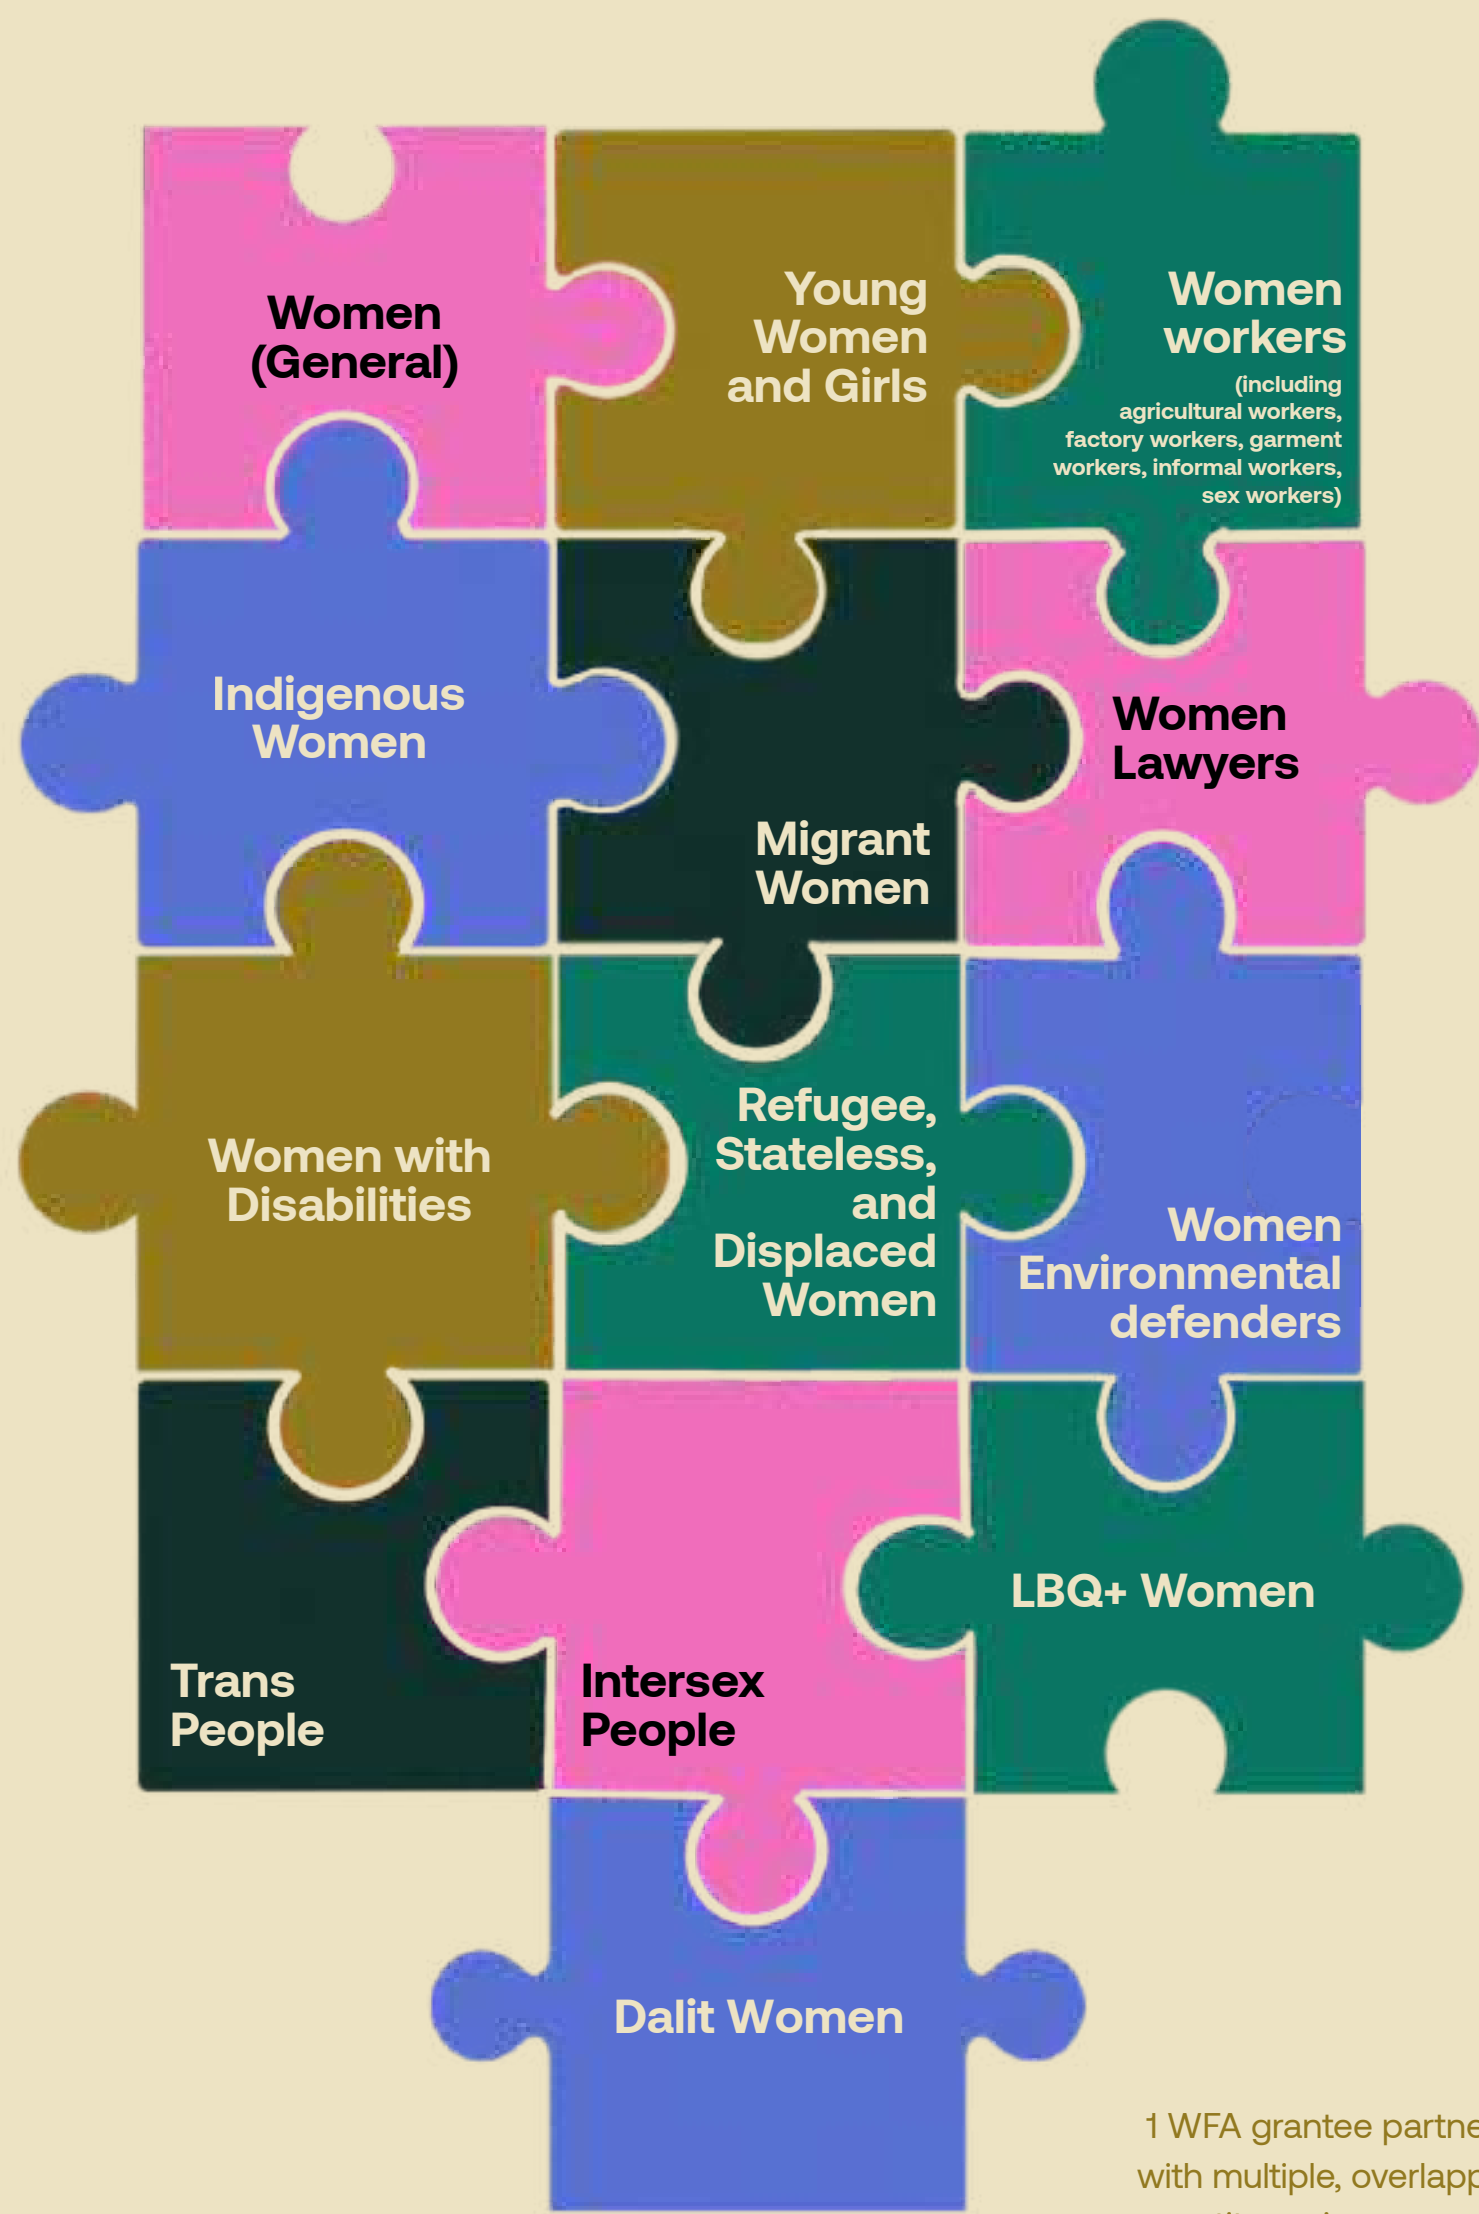 Women
(General)
Young
Women
and Girls
Women
workers
(including
agricultural workers,
factory workers, garment
workers, informal workers,
sex workers)
Indigenous
Women
Migrant
Women
Women
Lawyers
Women with
Disabilities
Refugee,
Stateless,
and
Displaced
Women
Women
Environmental
defenders
Trans
People
Intersex
People
LBQ+ Women
Dalit Women
1 WFA grantee partne
with multiple, overlapp